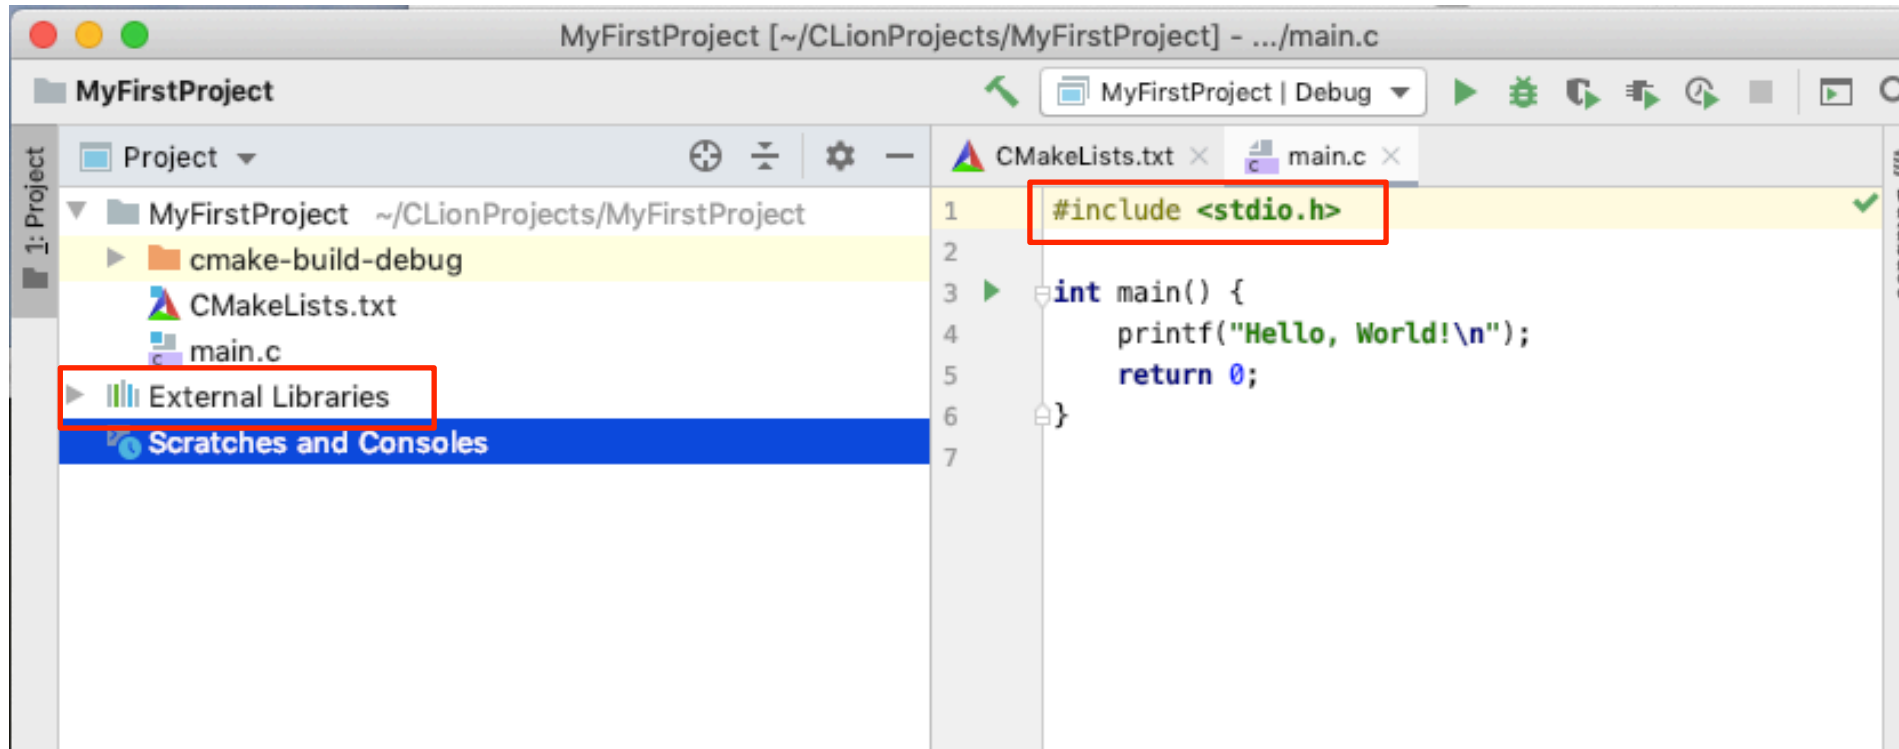 MyFirstProject [~/CLionProjects/MyFirstProject] - .../main.c
MyFirstProject
MyFirstProject | Debug
1: Project
Project
CMakeLists.txt
main.c
MyFirstProject ~/CLionProjects/MyFirstProject
cmake-build-debug
CMakeLists.txt
main.c
External Libraries
Scratches and Consoles
1 #include <stdio.h>
2
3 int main() {
4 printf("Hello, World!\n");
5 return 0;
6 }
7